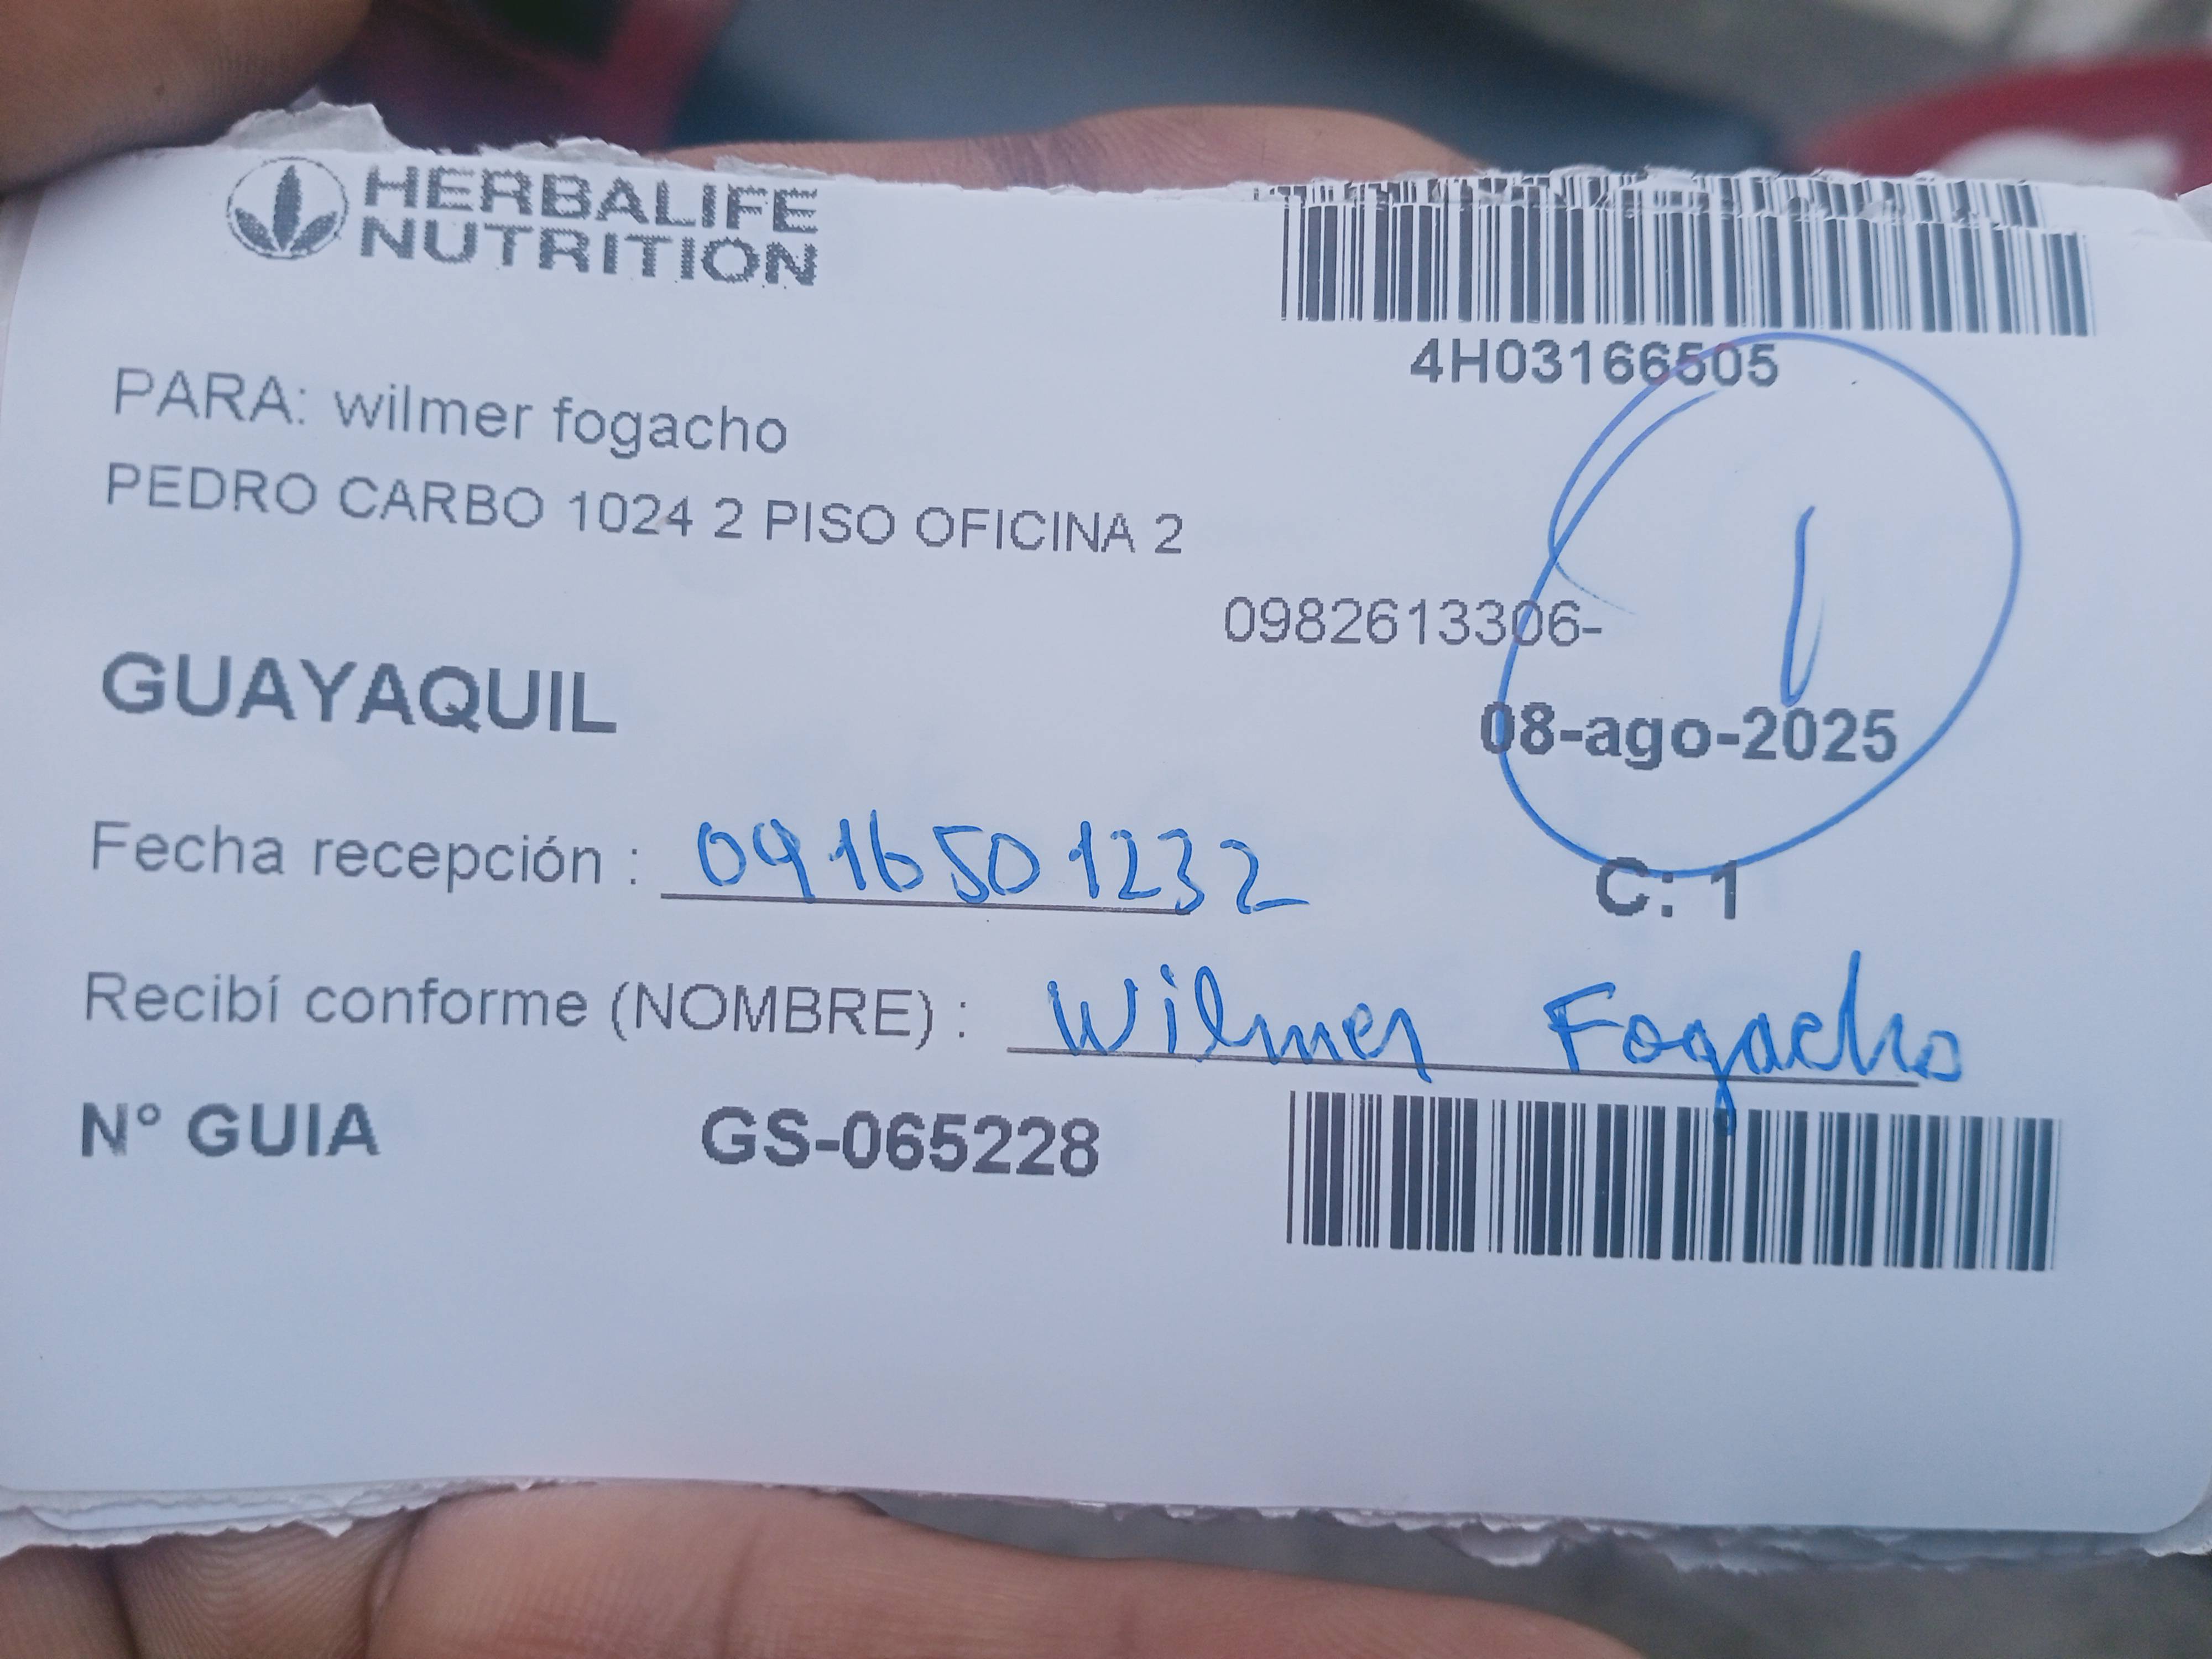 HERBALIFE
NUTRITION
4H03166505
PARA: wilmer fogacho
PEDRO CARBO 1024 2 PISO OFICINA 2
0982613306-
1
GUAYAQUIL
08-ago-2025
Fecha recepción : 0916501232
C: 1
Recibí conforme (NOMBRE) : Wilmer Fogacho
N° GUIA GS-065228